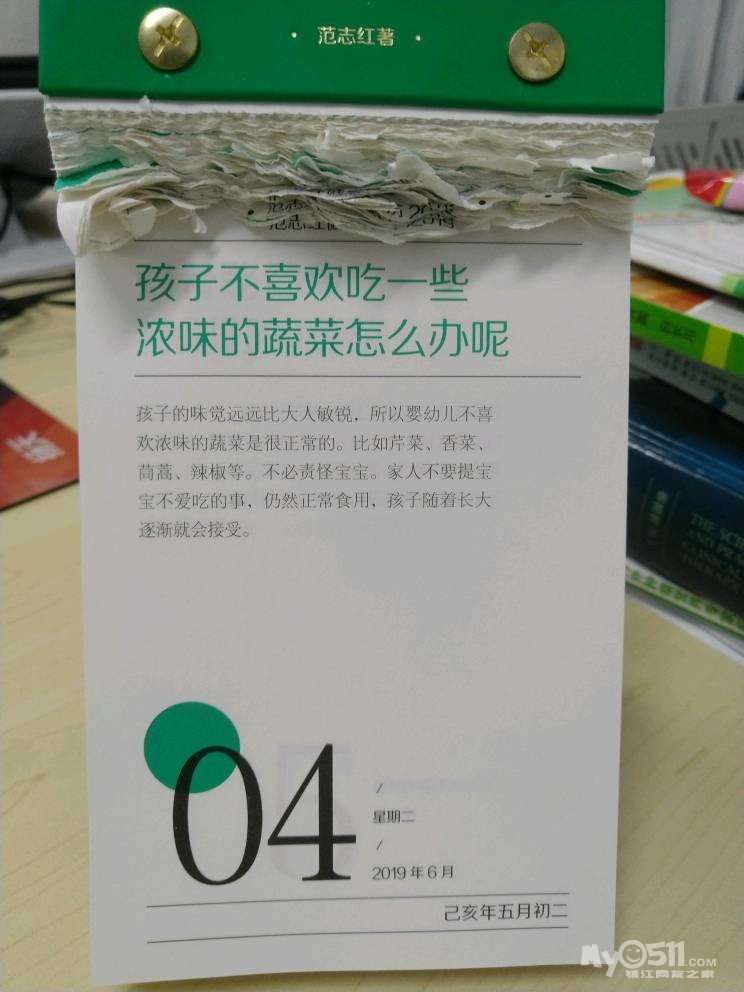 · 范志红著 ·
孩子不喜欢吃一些
浓味的蔬菜怎么办呢
孩子的味觉远远比大人敏锐，所以婴幼儿不喜
欢浓味的蔬菜是很正常的。比如芹菜、香菜、
茼蒿、辣椒等。不必责怪宝宝。家人不要提宝
宝不爱吃的事，仍然正常食用，孩子随着长大
逐渐就会接受。
04
/
星期二
/
2019 年 6 月
己亥年五月初二
My0511.COM
镇江网友之家